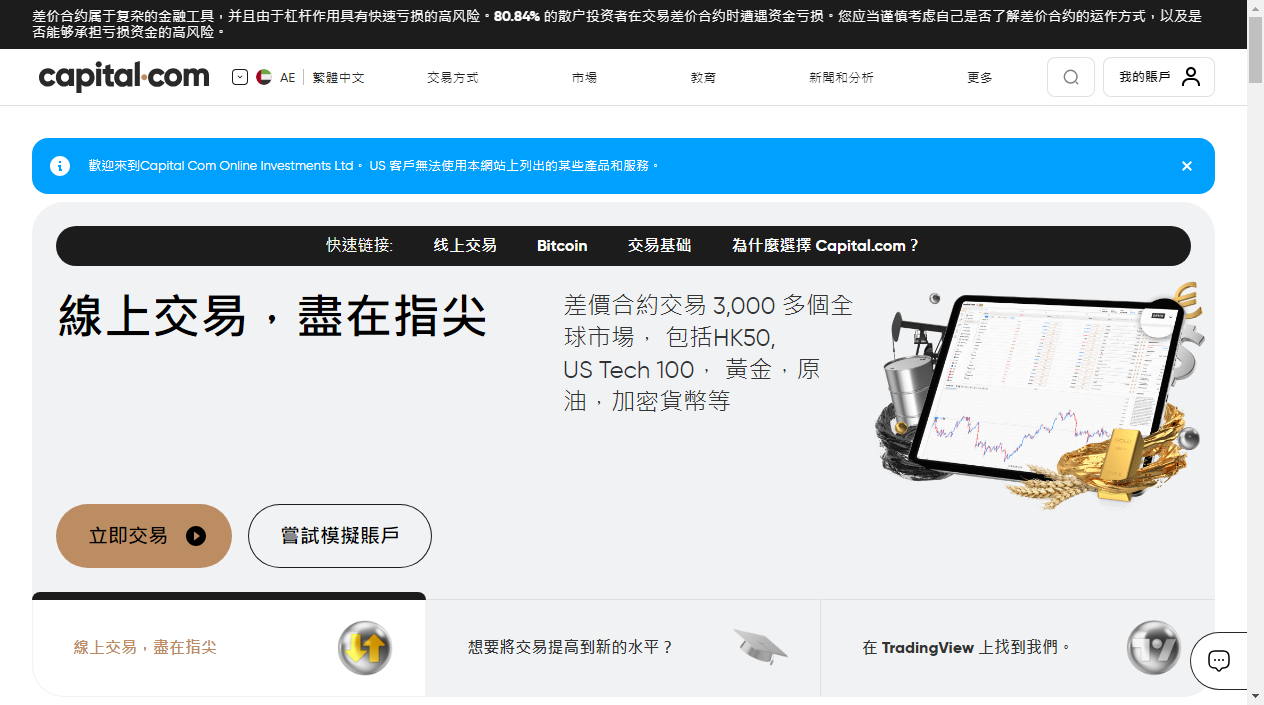 差价合约属于复杂的金融工具，并且由于杠杆作用具有快速亏损的高风险。80.84% 的散户投资者在交易差价合约时遭遇资金亏损。您应当谨慎考虑自己是否了解差价合约的运作方式，以及是
否能够承担亏损资金的高风险。
capital.com AE 繁體中文 交易方式 市場 教育 新聞和分析 更多 我的賬戶
歡迎來到Capital Com Online Investments Ltd。 US 客戶無法使用本網站上列出的某些產品和服務。
快速链接: 线上交易 Bitcoin 交易基础 為什麼選擇 Capital.com？
線上交易，盡在指尖
差價合約交易 3,000 多個全
球市場， 包括HK50,
US Tech 100， 黃金，原
油，加密貨幣等
立即交易 嘗試模擬賬戶
線上交易，盡在指尖 想要將交易提高到新的水平？ 在 TradingView 上找到我們。